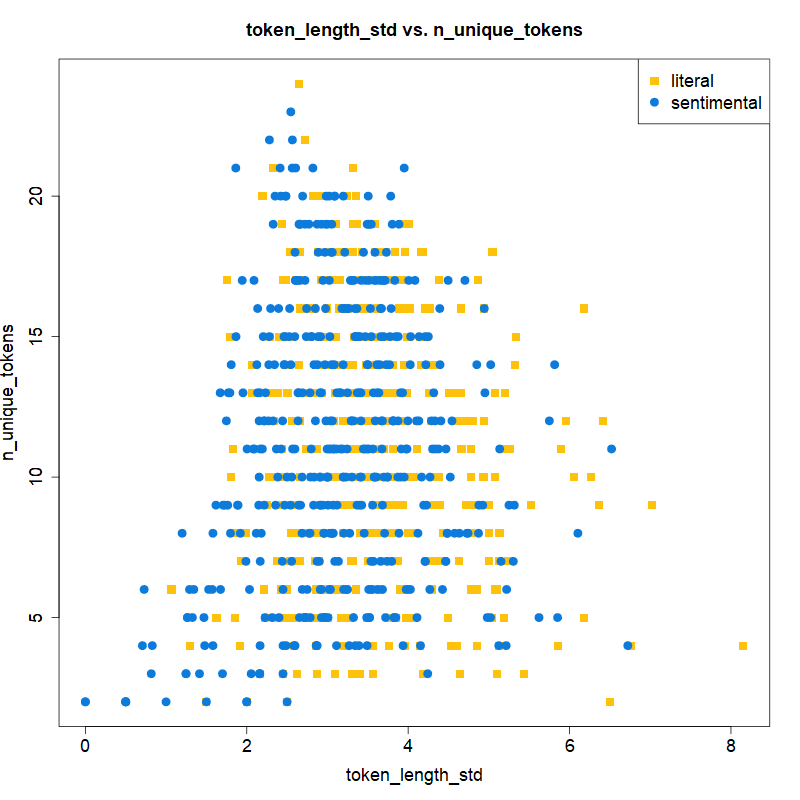 token_length_std vs. n_unique_tokens
literal
sentimental
n_unique_tokens
20
15
10
5
0 2 4 6 8
token_length_std